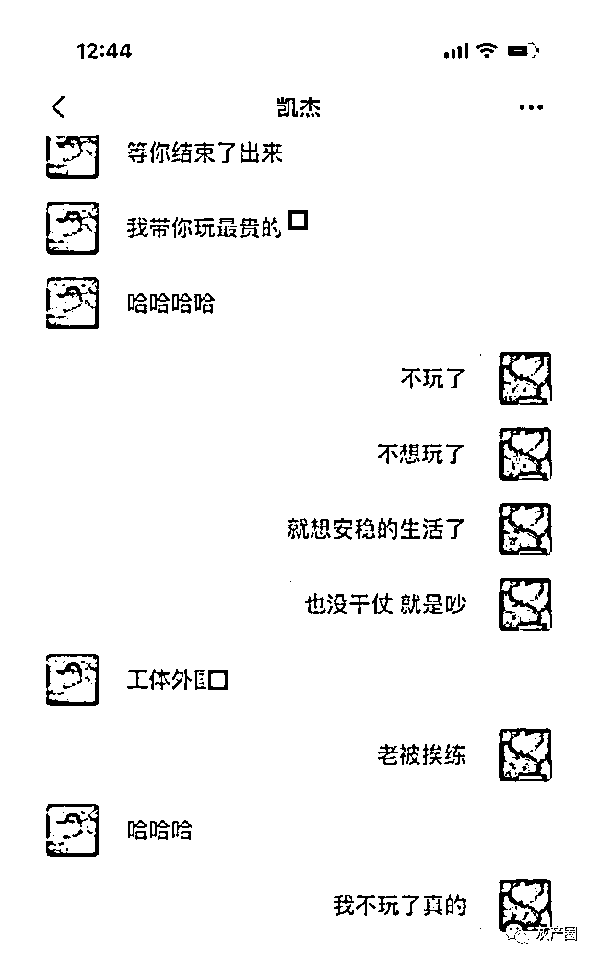 12:44
凯杰
等你结束了出来
我带你玩最贵的
哈哈哈哈
不玩了
不想玩了
就想安稳的生活了
也没干仗 就是吵
工体外围
老被挨练
哈哈哈
我不玩了真的
灰产圈